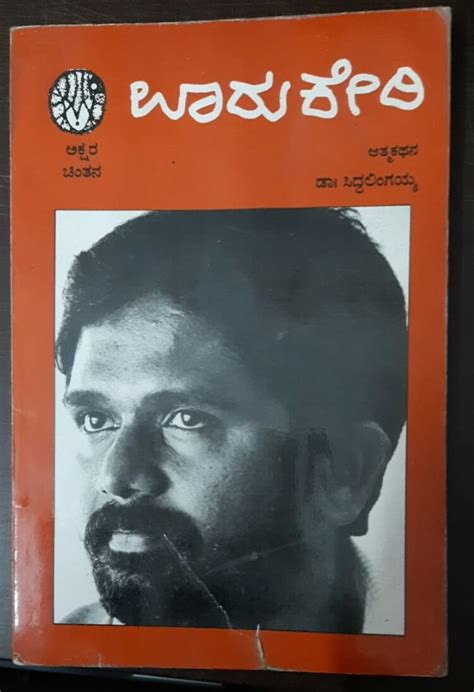 ಊರುಕೇರಿ
ಅಕ್ಷರ
ಚಿಂತನ
ಆತ್ಮಕಥನ
ಡಾ। ಸಿದ್ಧಲಿಂಗಯ್ಯ